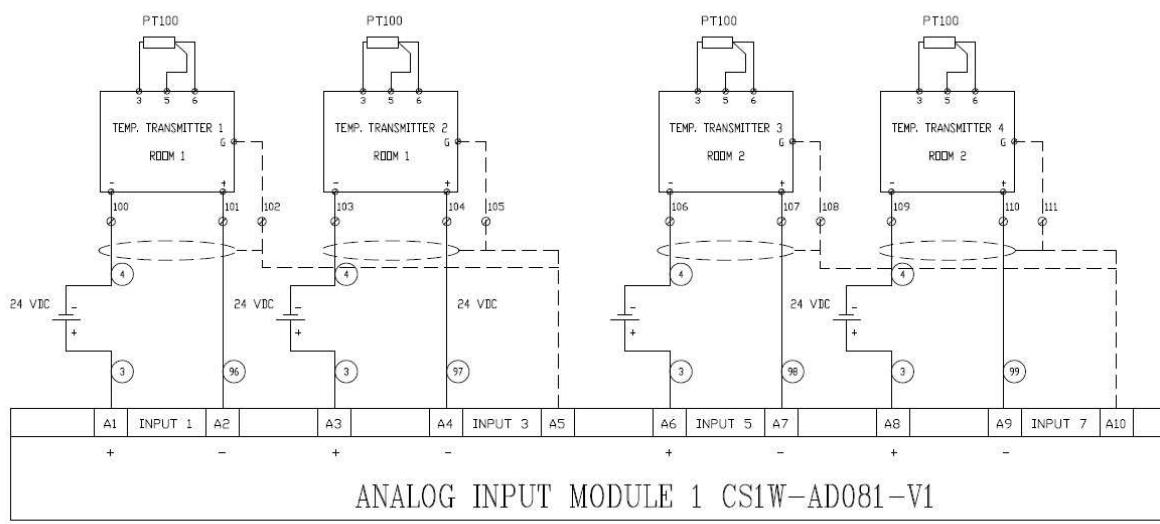 PT100 PT100 PT100 PT100
3 5 6 3 5 6 3 5 6 3 5 6
TEMP. TRANSMITTER 1 TEMP. TRANSMITTER 2 TEMP. TRANSMITTER 3 TEMP. TRANSMITTER 4
G G G G
ROOM 1 ROOM 1 ROOM 2 ROOM 2
- + - + - + - +
100 101 102 103 104 105 106 107 108 109 110 111
4 4 4 4
24 VDC - 24 VDC - 24 VDC - 24 VDC -
+ + + +
3 96 3 97 3 98 3 99
A1 INPUT 1 A2 A3 A4 INPUT 3 A5 A6 INPUT 5 A7 A8 A9 INPUT 7 A10
+ - + - + - + -
ANALOG INPUT MODULE 1 CS1W-AD081-V1